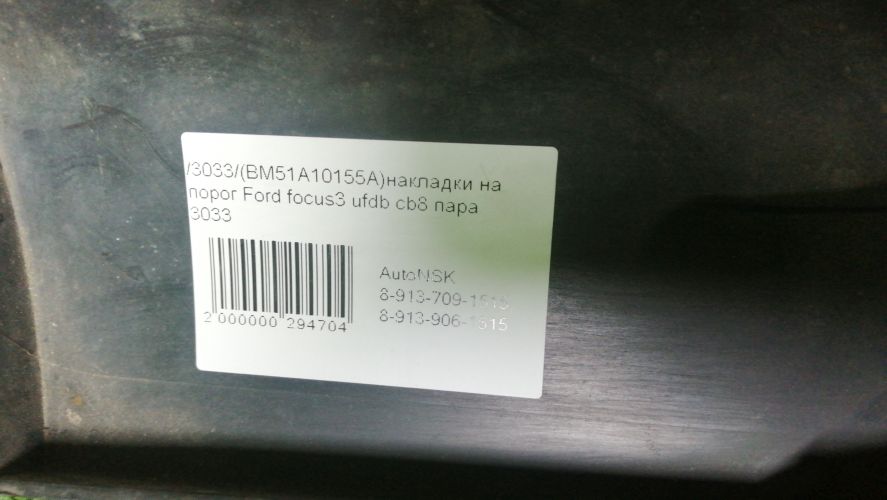 /3033/(BM51A10155A)накладки на
порог Ford focus3 ufdb cb8 пара
3033
AutoNSK
8-913-709-1515
8-913-906-1515
2 000000 294704